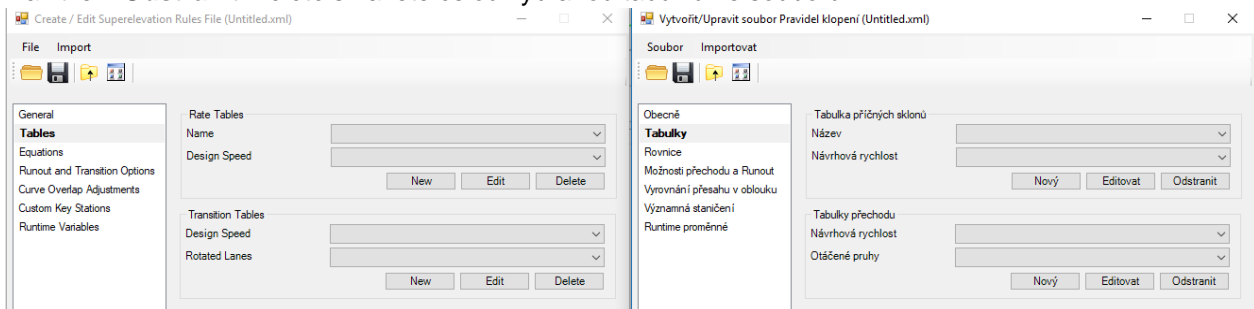 Create / Edit Superelevation Rules File (Untitled.xml)
File Import
General
Tables
Equations
Runout and Transition Options
Curve Overlap Adjustments
Custom Key Stations
Runtime Variables
Rate Tables
Name
Design Speed
New Edit Delete
Transition Tables
Design Speed
Rotated Lanes
New Edit Delete
Vytvořit/Upravit soubor Pravidel klopení (Untitled.xml)
Soubor Importovat
Obecně
Tabulky
Rovnice
Možnosti přechodu a Runout
Vyrovnání přesahu v oblouku
Významná staničení
Runtime proměnné
Tabulka příčných sklonů
Název
Návrhová rychlost
Nový Editovat Odstranit
Tabulky přechodu
Návrhová rychlost
Otáčené pruhy
Nový Editovat Odstranit